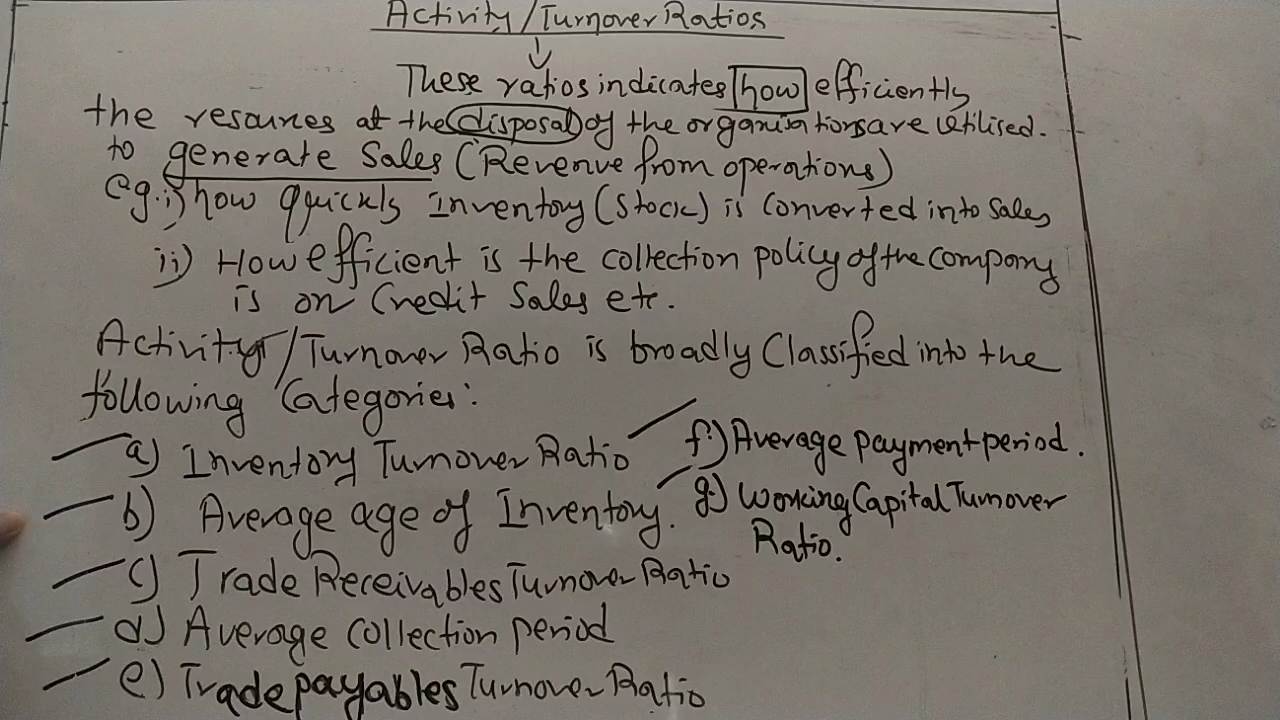 Activity/Turnover Ratios
These ratios indicates how efficiently
the resources at the disposal of the organisations are utilised.
to generate Sales (Revenue from operations)
eg. i) how quickly Inventory (Stock) is converted into Sales
ii) How efficient is the collection policy of the company
is on Credit Sales etc.
Activity/Turnover Ratio is broadly Classified into the
following Categories:
a) Inventory Turnover Ratio
b) Average age of Inventory.
c) Trade Receivables Turnover Ratio
d) Average Collection period
e) Trade payables Turnover Ratio
f.) Average payment period.
g.) Working Capital Turnover
Ratio.